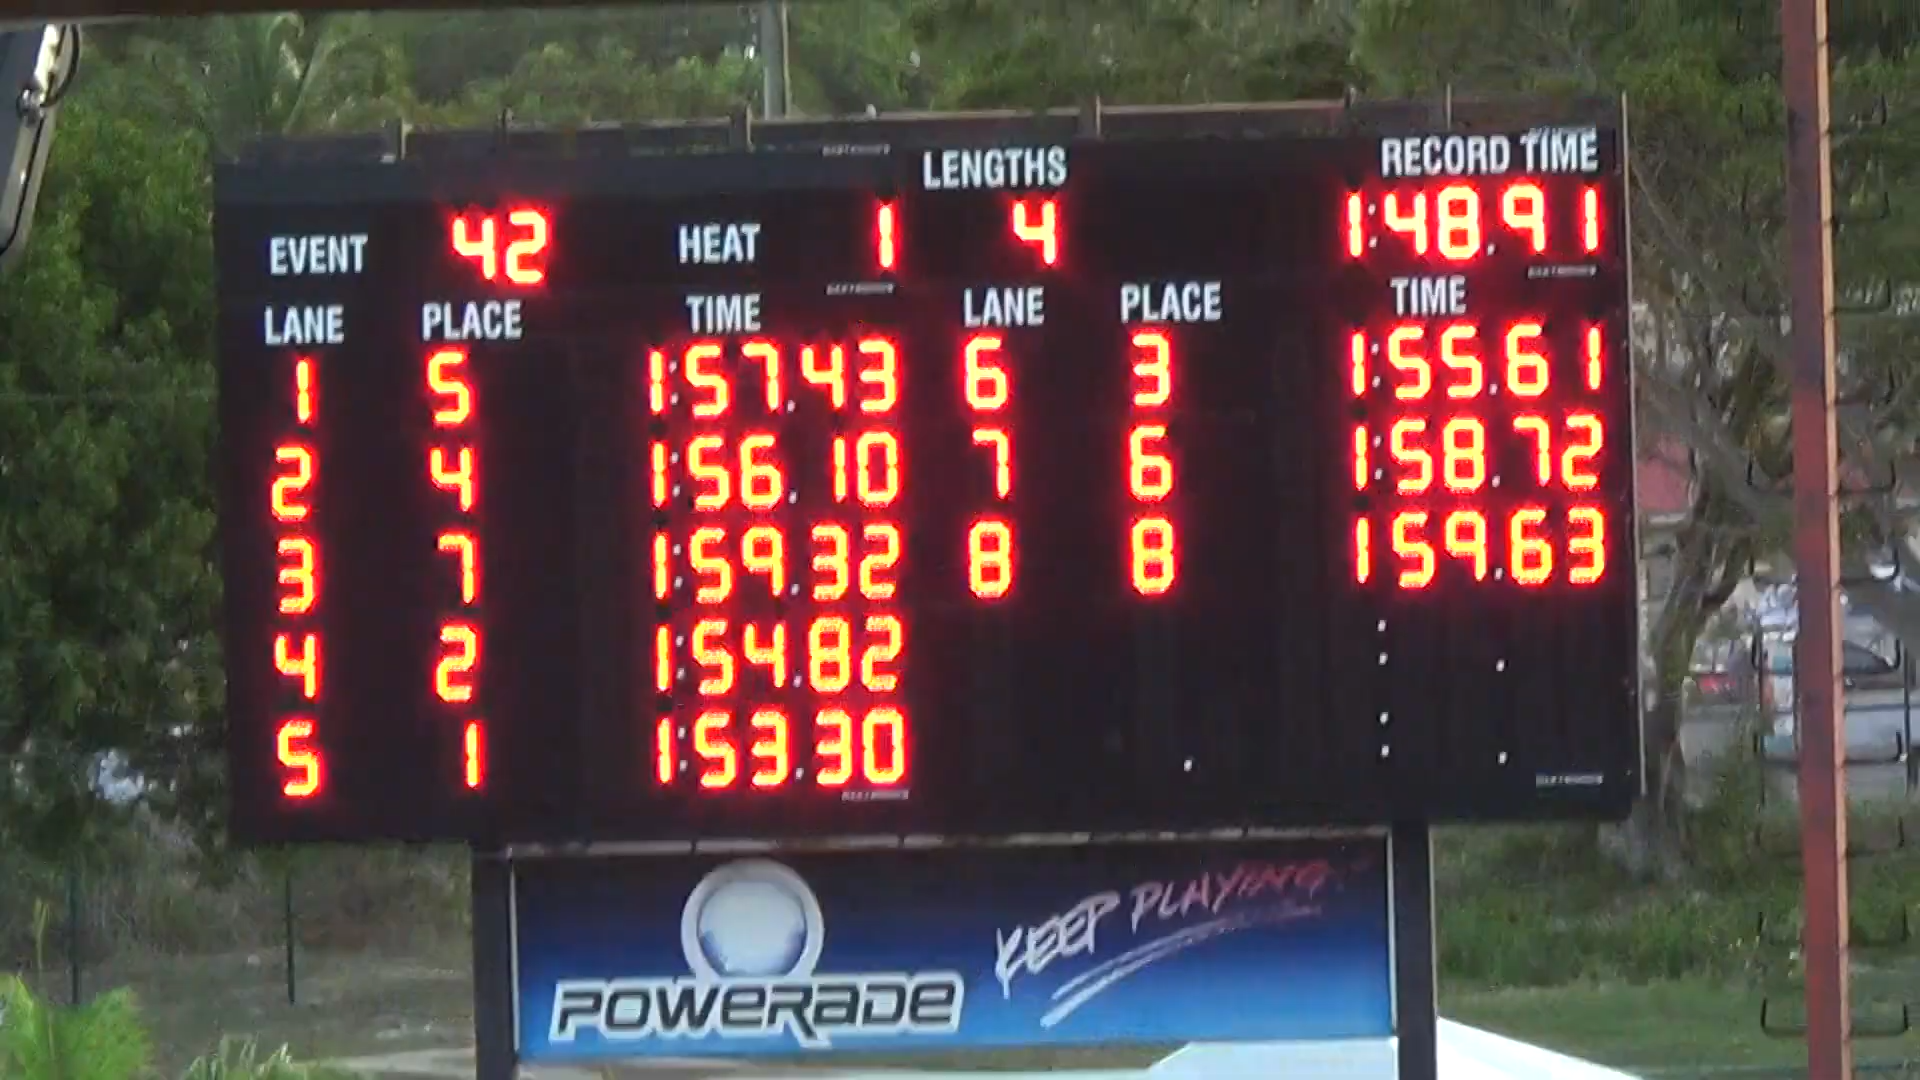 LENGTHS RECORD TIME
EVENT 42 HEAT 1 4 1:48.91
LANE PLACE TIME LANE PLACE TIME
1 5 1:57.43 6 3 1:55.61
2 4 1:56.10 7 6 1:58.72
3 7 1:59.32 8 8 1:59.63
4 2 1:54.82
5 1 1:53.30
POWERADE KEEP PLAYING